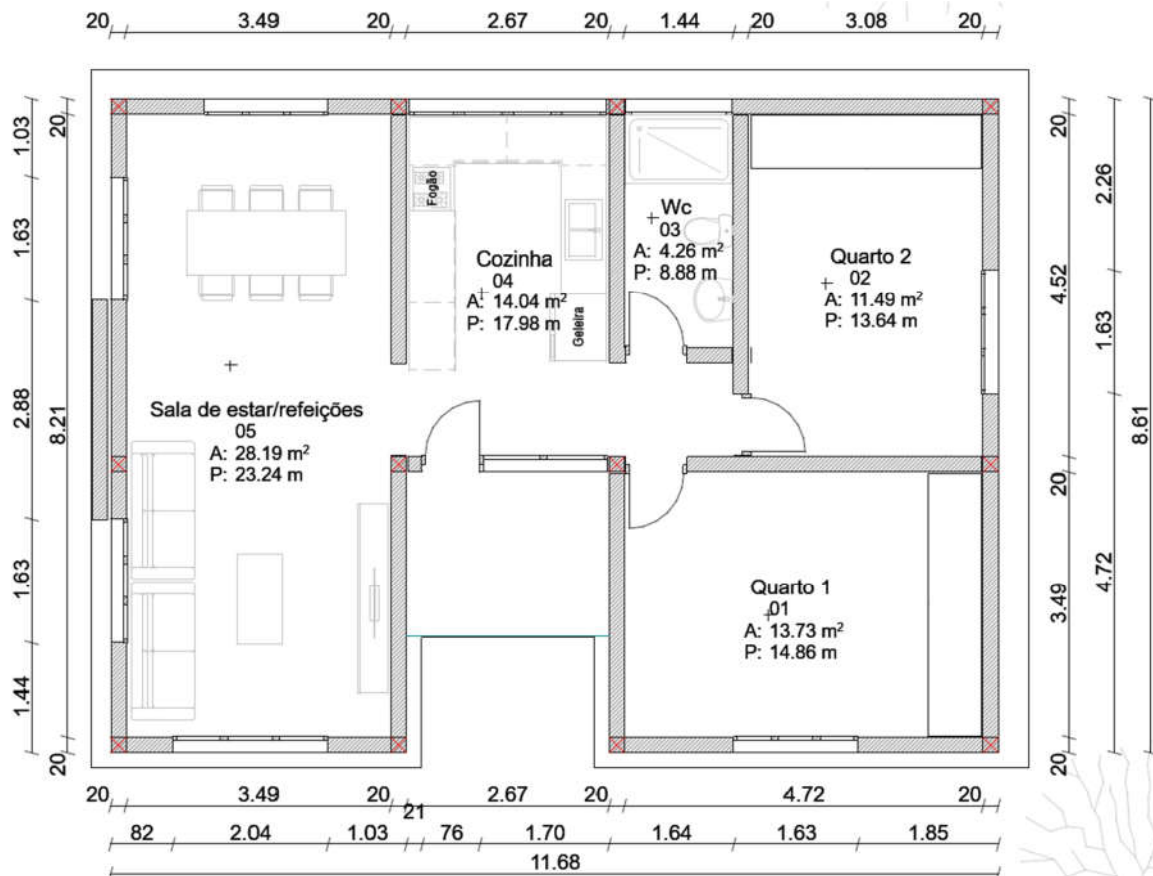 20 3.49 20 2.67 20 1.44 20 3.08 20
1.03
1.63
2.88
1.63
1.44
20
8.21
20
Fogão
Cozinha
04
A: 14.04 m²
P: 17.98 m
Geleira
Wc
03
A: 4.26 m²
P: 8.88 m
Quarto 2
02
A: 11.49 m²
P: 13.64 m
Sala de estar/refeições
05
A: 28.19 m²
P: 23.24 m
Quarto 1
01
A: 13.73 m²
P: 14.86 m
20
4.52
20
3.49
20
2.26
1.63
4.72
8.61
20 3.49 20 2.67 20 4.72 20
21
82 2.04 1.03 76 1.70 1.64 1.63 1.85
11.68